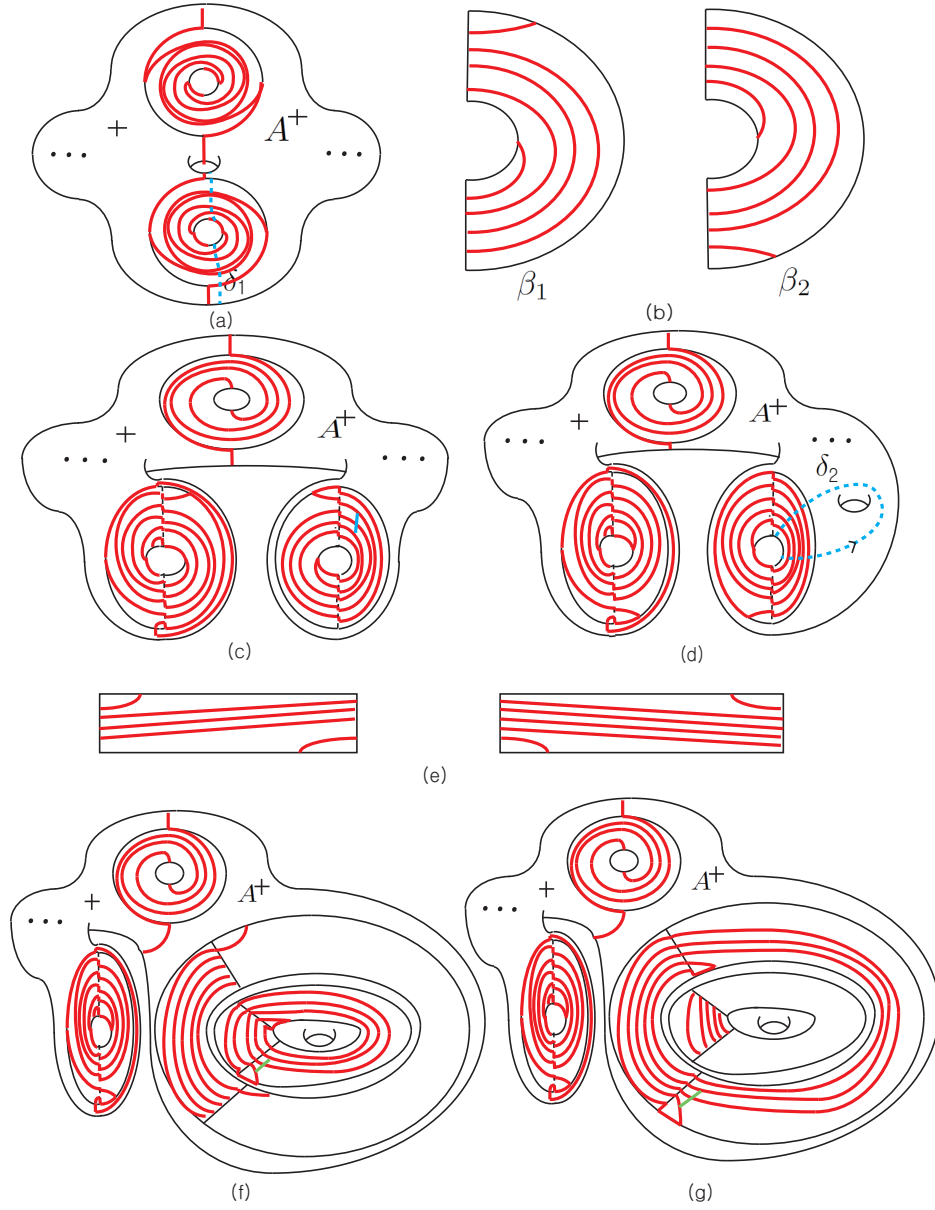 + A⁺
··· ···
δ₁
(a)
β₁ β₂
(b)
+ A⁺
··· ···
(c)
+ A⁺
··· ···
δ₂
(d)
(e)
+ A⁺
···
(f)
+ A⁺
···
(g)